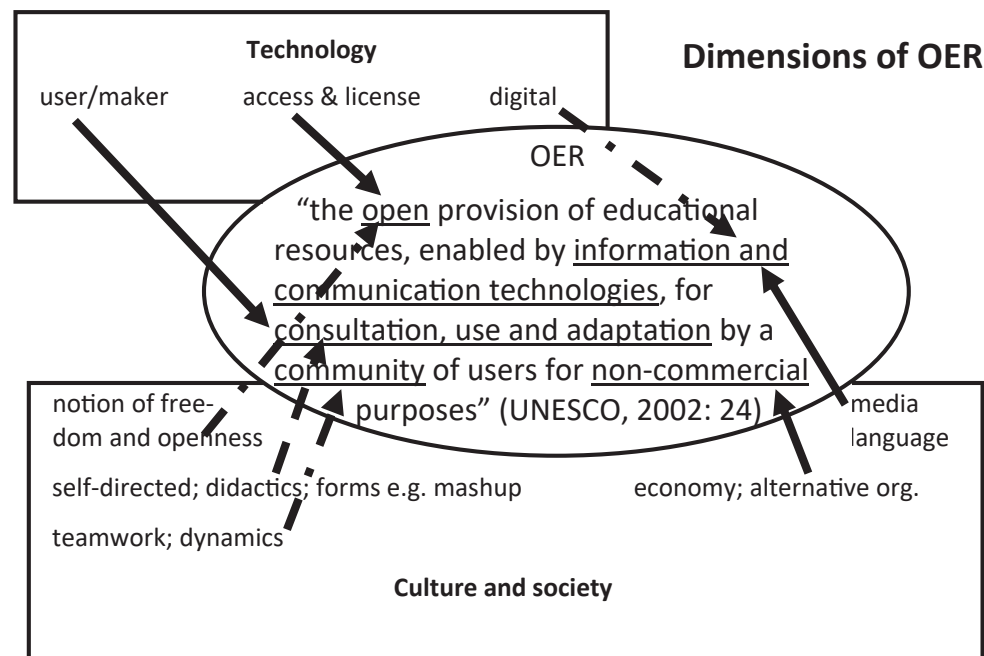 Dimensions of OER
Technology
user/maker access & license digital
OER
“the open provision of educational
resources, enabled by information and
communication technologies, for
consultation, use and adaptation by a
community of users for non-commercial
purposes” (UNESCO, 2002: 24)
notion of free-
dom and openness
media
language
self-directed; didactics; forms e.g. mashup
economy; alternative org.
teamwork; dynamics
Culture and society